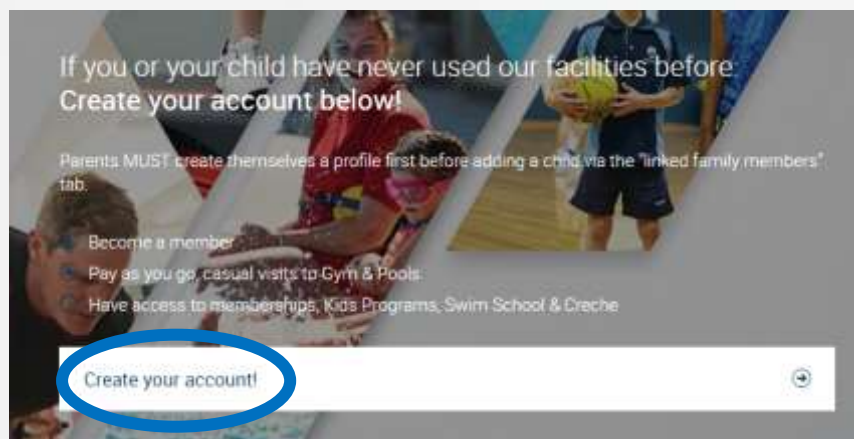 If you or your child have never used our facilities before:
Create your account below!
Parents MUST create themselves a profile first before adding a child via the "linked family members"
tab.
Become a member
Pay as you go, casual visits to Gym & Pools
Have access to memberships, Kids Programs, Swim School & Creche
Create your account!